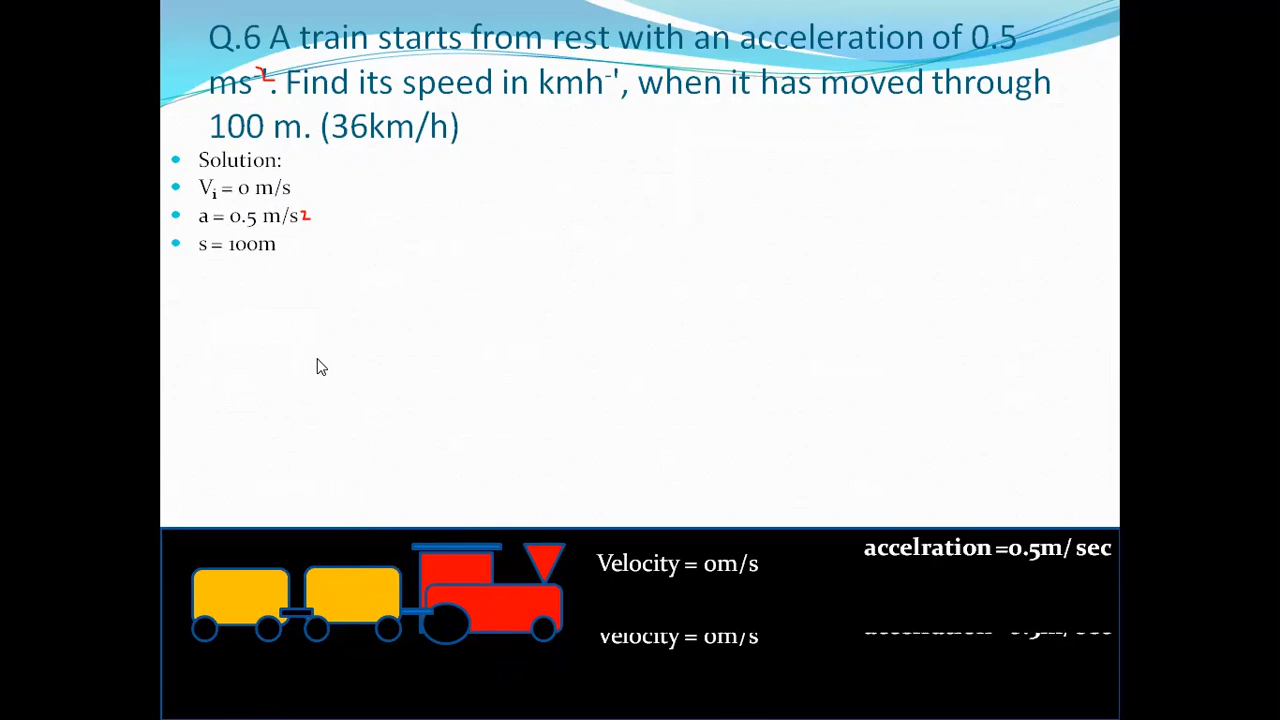 Q.6 A train starts from rest with an acceleration of 0.5
ms⁻². Find its speed in kmh-', when it has moved through
100 m. (36km/h)
Solution:
Vi = 0 m/s
a = 0.5 m/s2
s = 100m
accelration =0.5m/ sec
Velocity = 0m/s
Velocity = 0m/s